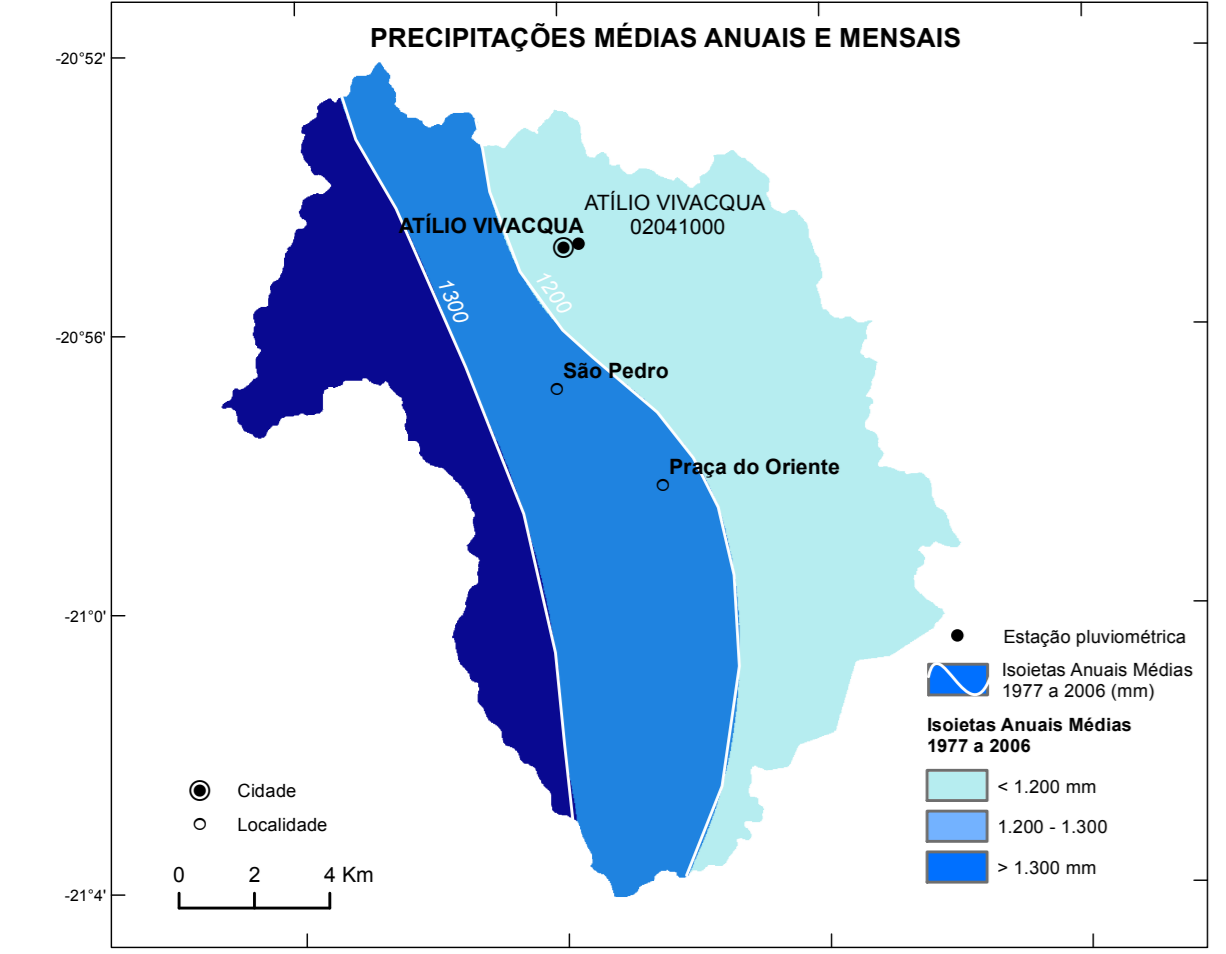 PRECIPITAÇÕES MÉDIAS ANUAIS E MENSAIS
-20°52'
ATÍLIO VIVACQUA
02041000
ATÍLIO VIVACQUA
1300
1200
-20°56'
São Pedro
Praça do Oriente
-21°0'
Estação pluviométrica
Isoietas Anuais Médias
1977 a 2006 (mm)
Isoietas Anuais Médias
1977 a 2006
< 1.200 mm
1.200 - 1.300
> 1.300 mm
Cidade
Localidade
0 2 4 Km
-21°4'